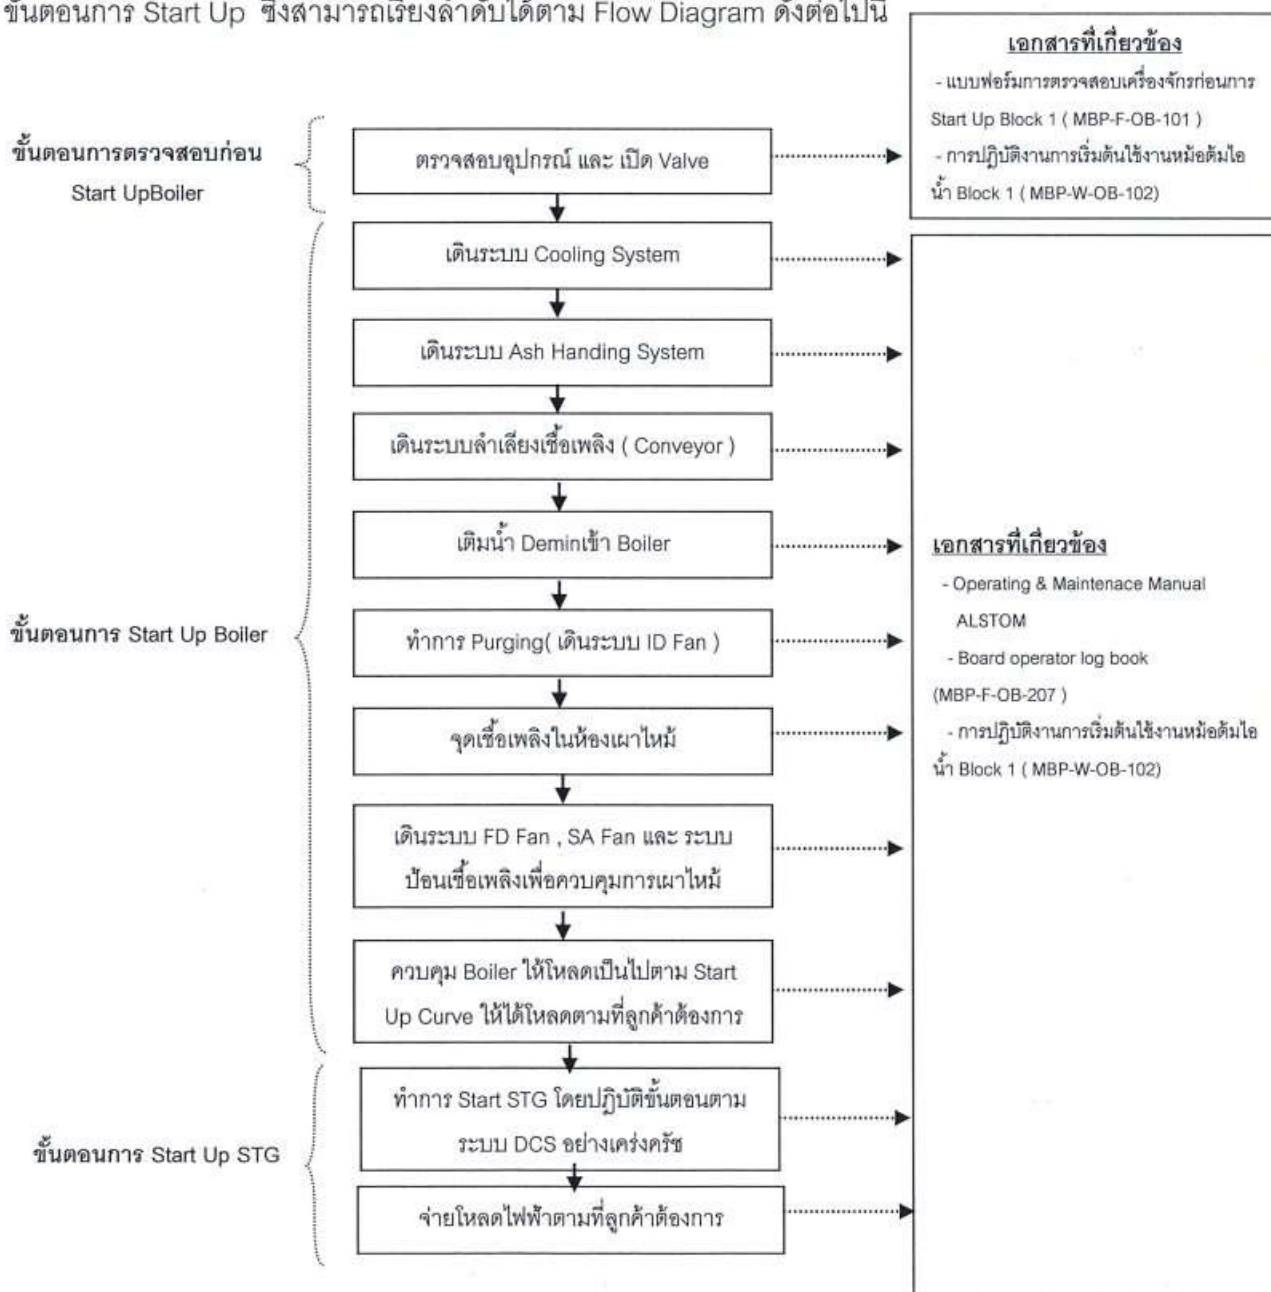 ขั้นตอนการ Start Up ซึ่งสามารถเรียงลำดับได้ตาม Flow Diagram ดังต่อไปนี้
เอกสารที่เกี่ยวข้อง
- แบบฟอร์มการตรวจสอบเครื่องจักรก่อนการ
Start Up Block 1 ( MBP-F-OB-101 )
- การปฏิบัติงานการเริ่มต้นใช้งานหม้อต้มไอ
น้ำ Block 1 ( MBP-W-OB-102)
ขั้นตอนการตรวจสอบก่อน
Start UpBoiler
ตรวจสอบอุปกรณ์ และ เปิด Valve
เดินระบบ Cooling System
เดินระบบ Ash Handing System
เดินระบบลำเลียงเชื้อเพลิง ( Conveyor )
เติมน้ำ Deminเข้า Boiler
ขั้นตอนการ Start Up Boiler
ทำการ Purging( เดินระบบ ID Fan )
จุดเชื้อเพลิงในห้องเผาไหม้
เดินระบบ FD Fan , SA Fan และ ระบบ
ป้อนเชื้อเพลิงเพื่อควบคุมการเผาไหม้
ควบคุม Boiler ให้โหลดเป็นไปตาม Start
Up Curve ให้ได้โหลดตามที่ลูกค้าต้องการ
เอกสารที่เกี่ยวข้อง
- Operating & Maintenace Manual
ALSTOM
- Board operator log book
(MBP-F-OB-207 )
- การปฏิบัติงานการเริ่มต้นใช้งานหม้อต้มไอ
น้ำ Block 1 ( MBP-W-OB-102)
ขั้นตอนการ Start Up STG
ทำการ Start STG โดยปฏิบัติขั้นตอนตาม
ระบบ DCS อย่างเคร่งครัซ
จ่ายโหลดไฟฟ้าตามที่ลูกค้าต้องการ